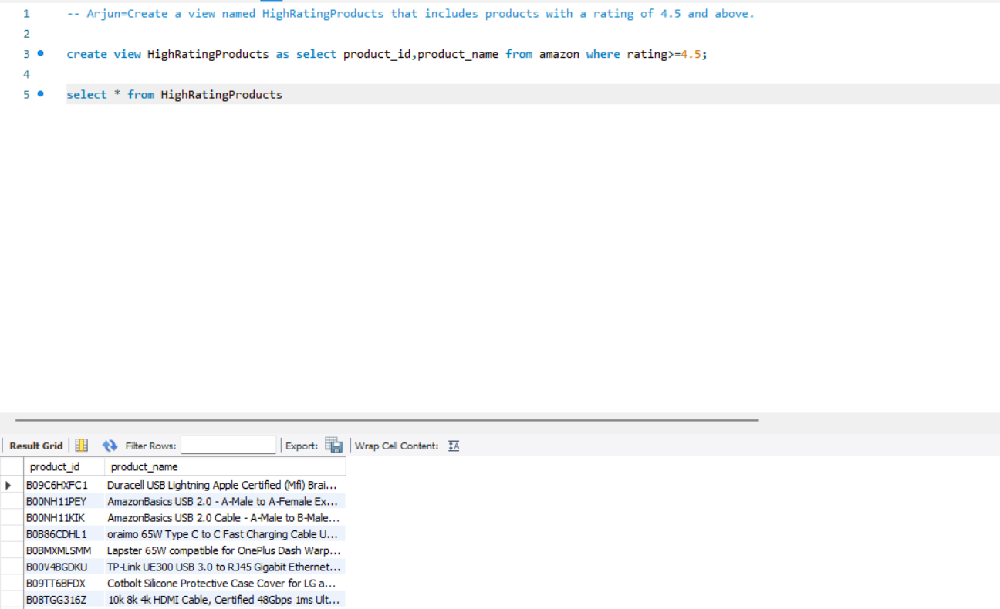 1 -- Arjun=Create a view named HighRatingProducts that includes products with a rating of 4.5 and above.
2
3 create view HighRatingProducts as select product_id,product_name from amazon where rating>=4.5;
4
5 select * from HighRatingProducts
Result Grid Filter Rows: Export: Wrap Cell Content: IA
product_id product_name
B09C6HXFC1 Duracell USB Lightning Apple Certified (Mfi) Brai...
B00NH11PEY AmazonBasics USB 2.0 - A-Male to A-Female Ex...
B00NH11KIK AmazonBasics USB 2.0 Cable - A-Male to B-Male...
B0B86CDHL1 oraimo 65W Type C to C Fast Charging Cable U...
B0BMXMLSMM Lapster 65W compatible for OnePlus Dash Warp...
B00V4BGDKU TP-Link UE300 USB 3.0 to RJ45 Gigabit Ethernet...
B09TT6BFDX Cotbolt Silicone Protective Case Cover for LG a...
B08TGG316Z 10k 8k 4k HDMI Cable, Certified 48Gbps 1ms Ult...